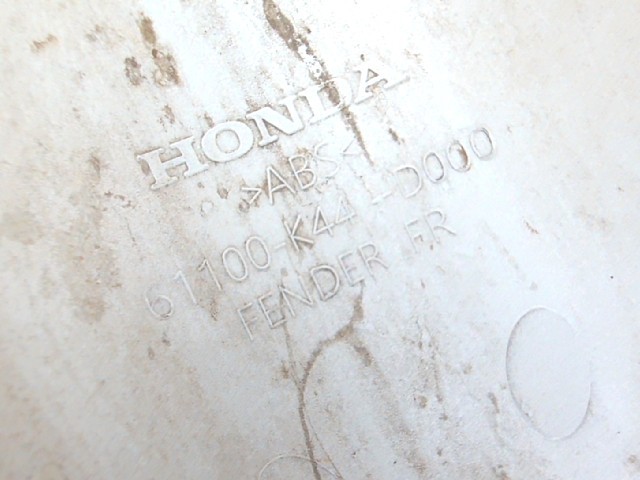 HONDA
>ABS<
61100-K44-D000
FENDER FR